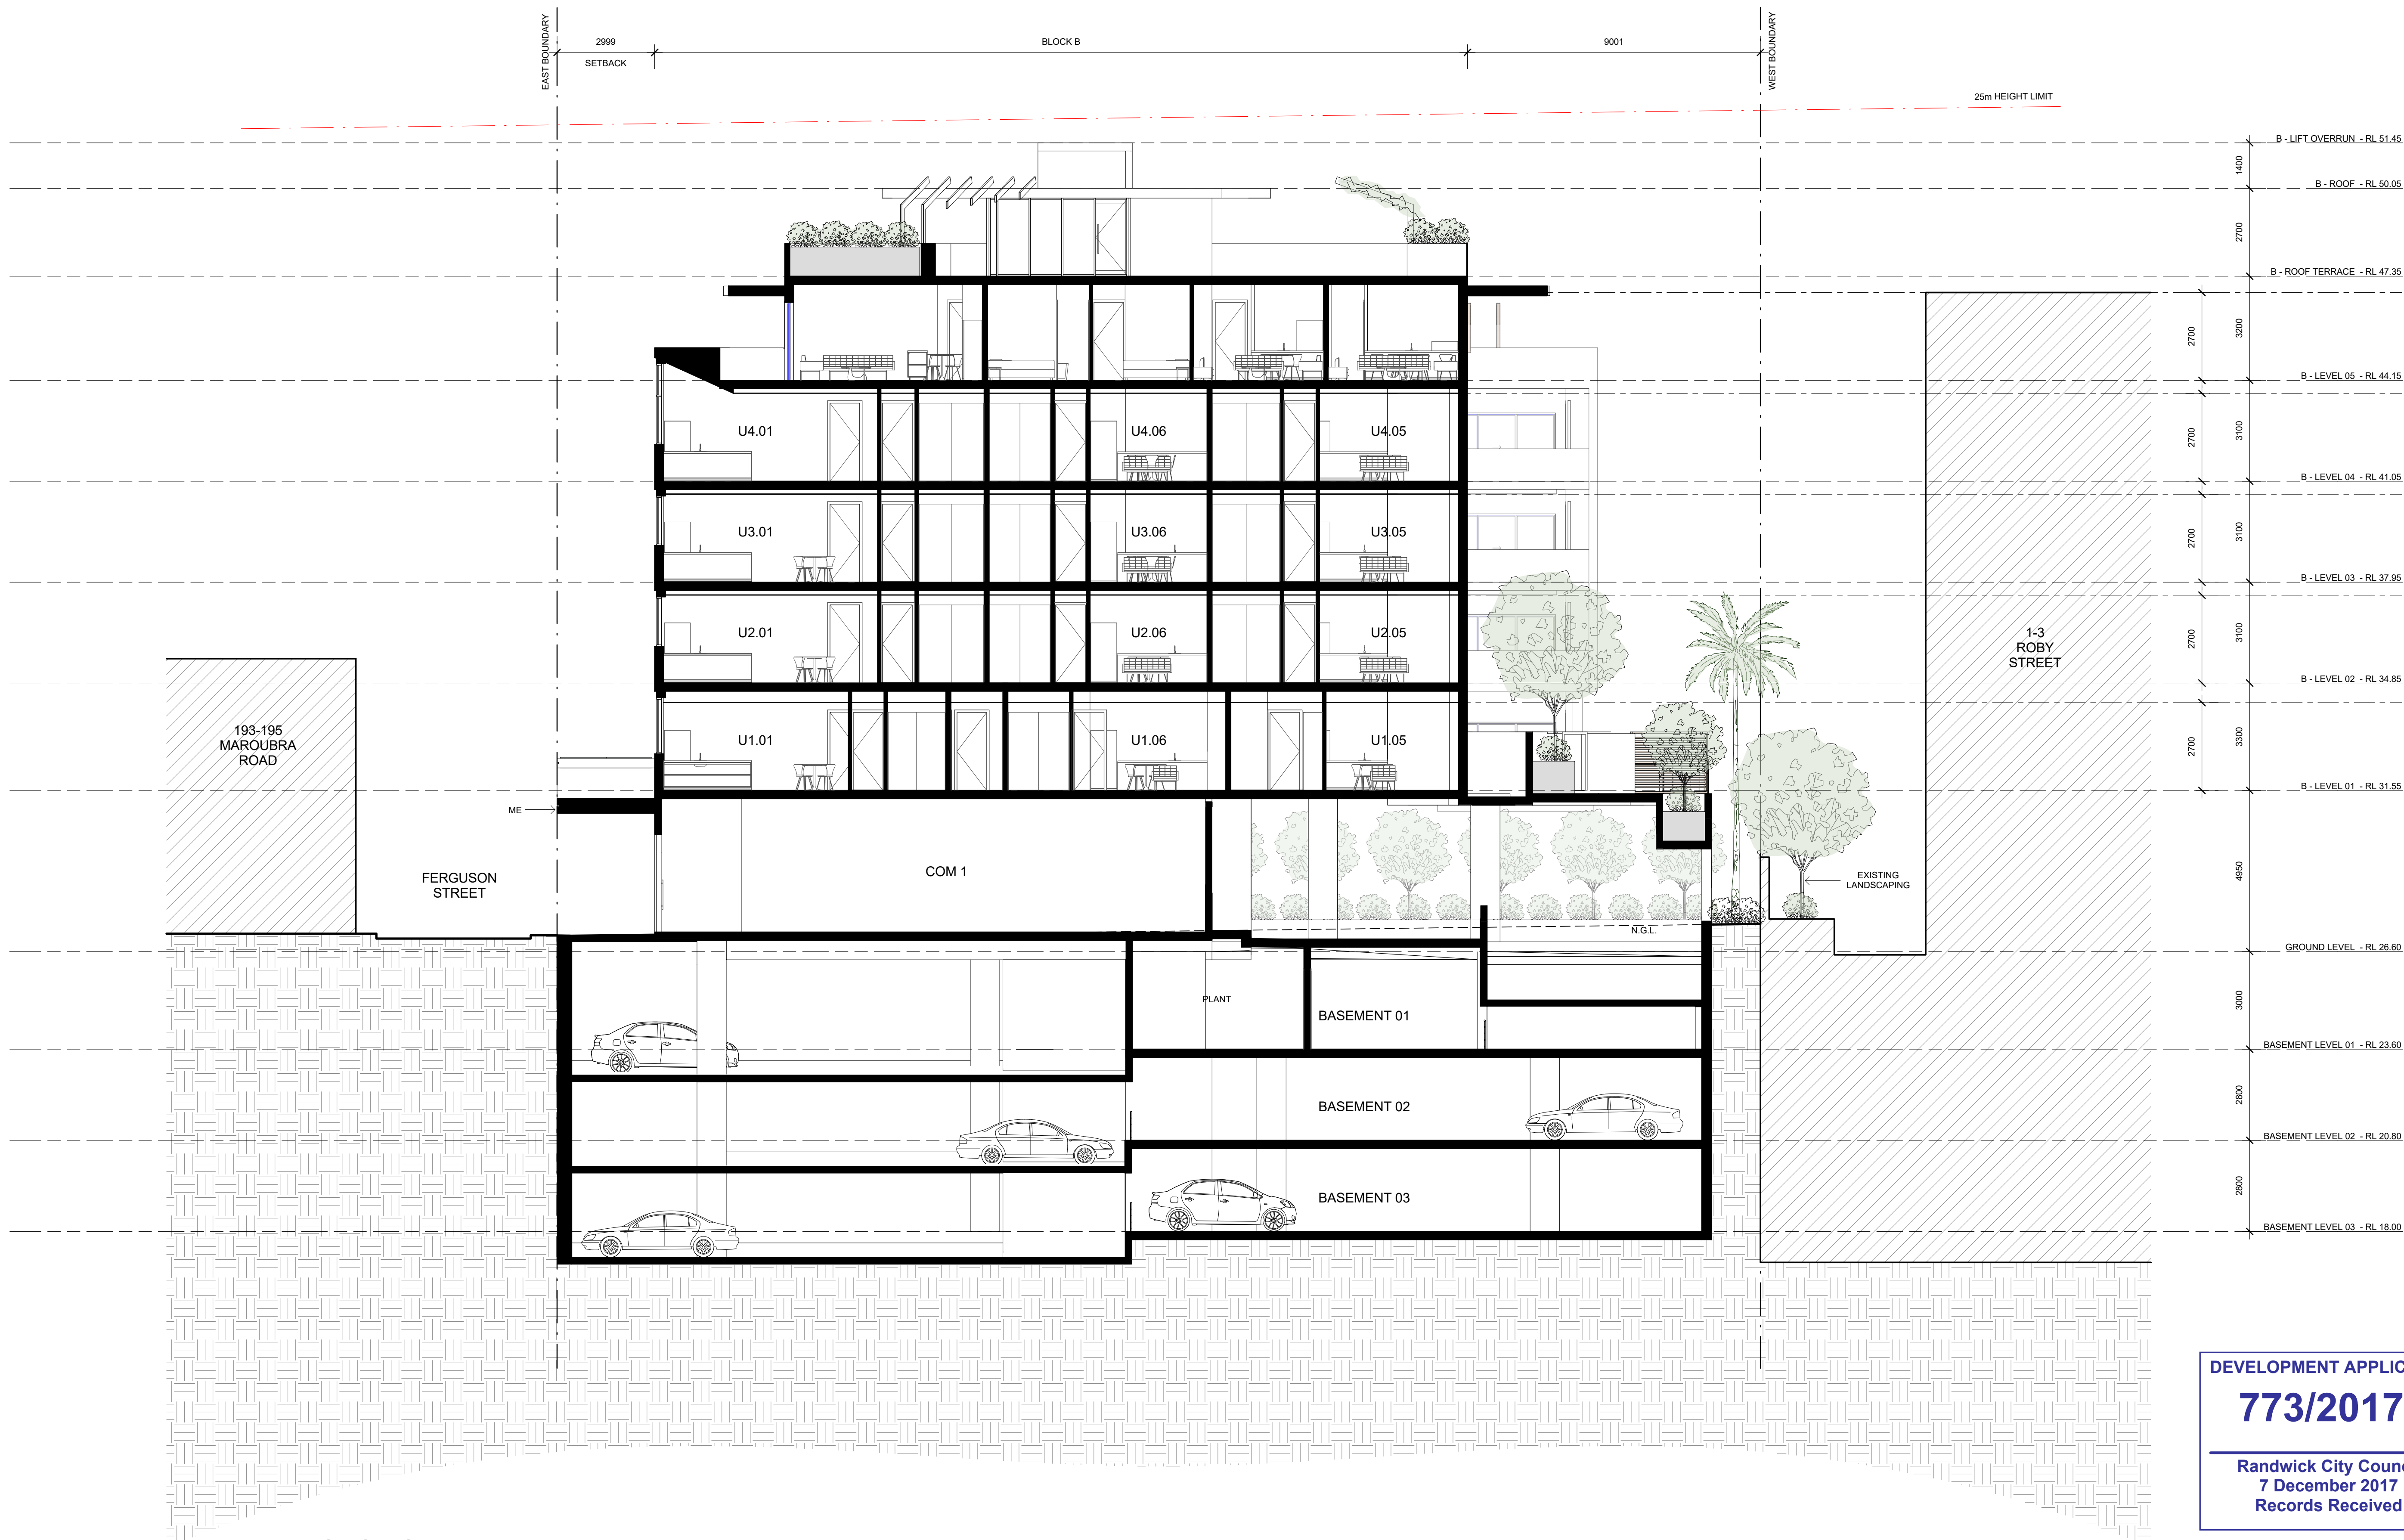 EAST BOUNDARY
2999
SETBACK
BLOCK B
9001
WEST BOUNDARY
25m HEIGHT LIMIT
B - LIFT OVERRUN - RL 51.45
1400
B - ROOF - RL 50.05
2700
B - ROOF TERRACE - RL 47.35
2700
3200
B - LEVEL 05 - RL 44.15
U4.01
U4.06
U4.05
2700
3100
B - LEVEL 04 - RL 41.05
U3.01
U3.06
U3.05
2700
3100
B - LEVEL 03 - RL 37.95
U2.01
U2.06
U2.05
2700
3100
1-3
ROBY
STREET
B - LEVEL 02 - RL 34.85
193-195
MAROUBRA
ROAD
U1.01
U1.06
U1.05
2700
3300
B - LEVEL 01 - RL 31.55
ME
FERGUSON
STREET
COM 1
EXISTING
LANDSCAPING
4950
N.G.L.
GROUND LEVEL - RL 26.60
PLANT
BASEMENT 01
3000
BASEMENT LEVEL 01 - RL 23.60
BASEMENT 02
2800
BASEMENT LEVEL 02 - RL 20.80
BASEMENT 03
2800
BASEMENT LEVEL 03 - RL 18.00
DEVELOPMENT APPLIC
773/2017
Randwick City Coun
7 December 2017
Records Received